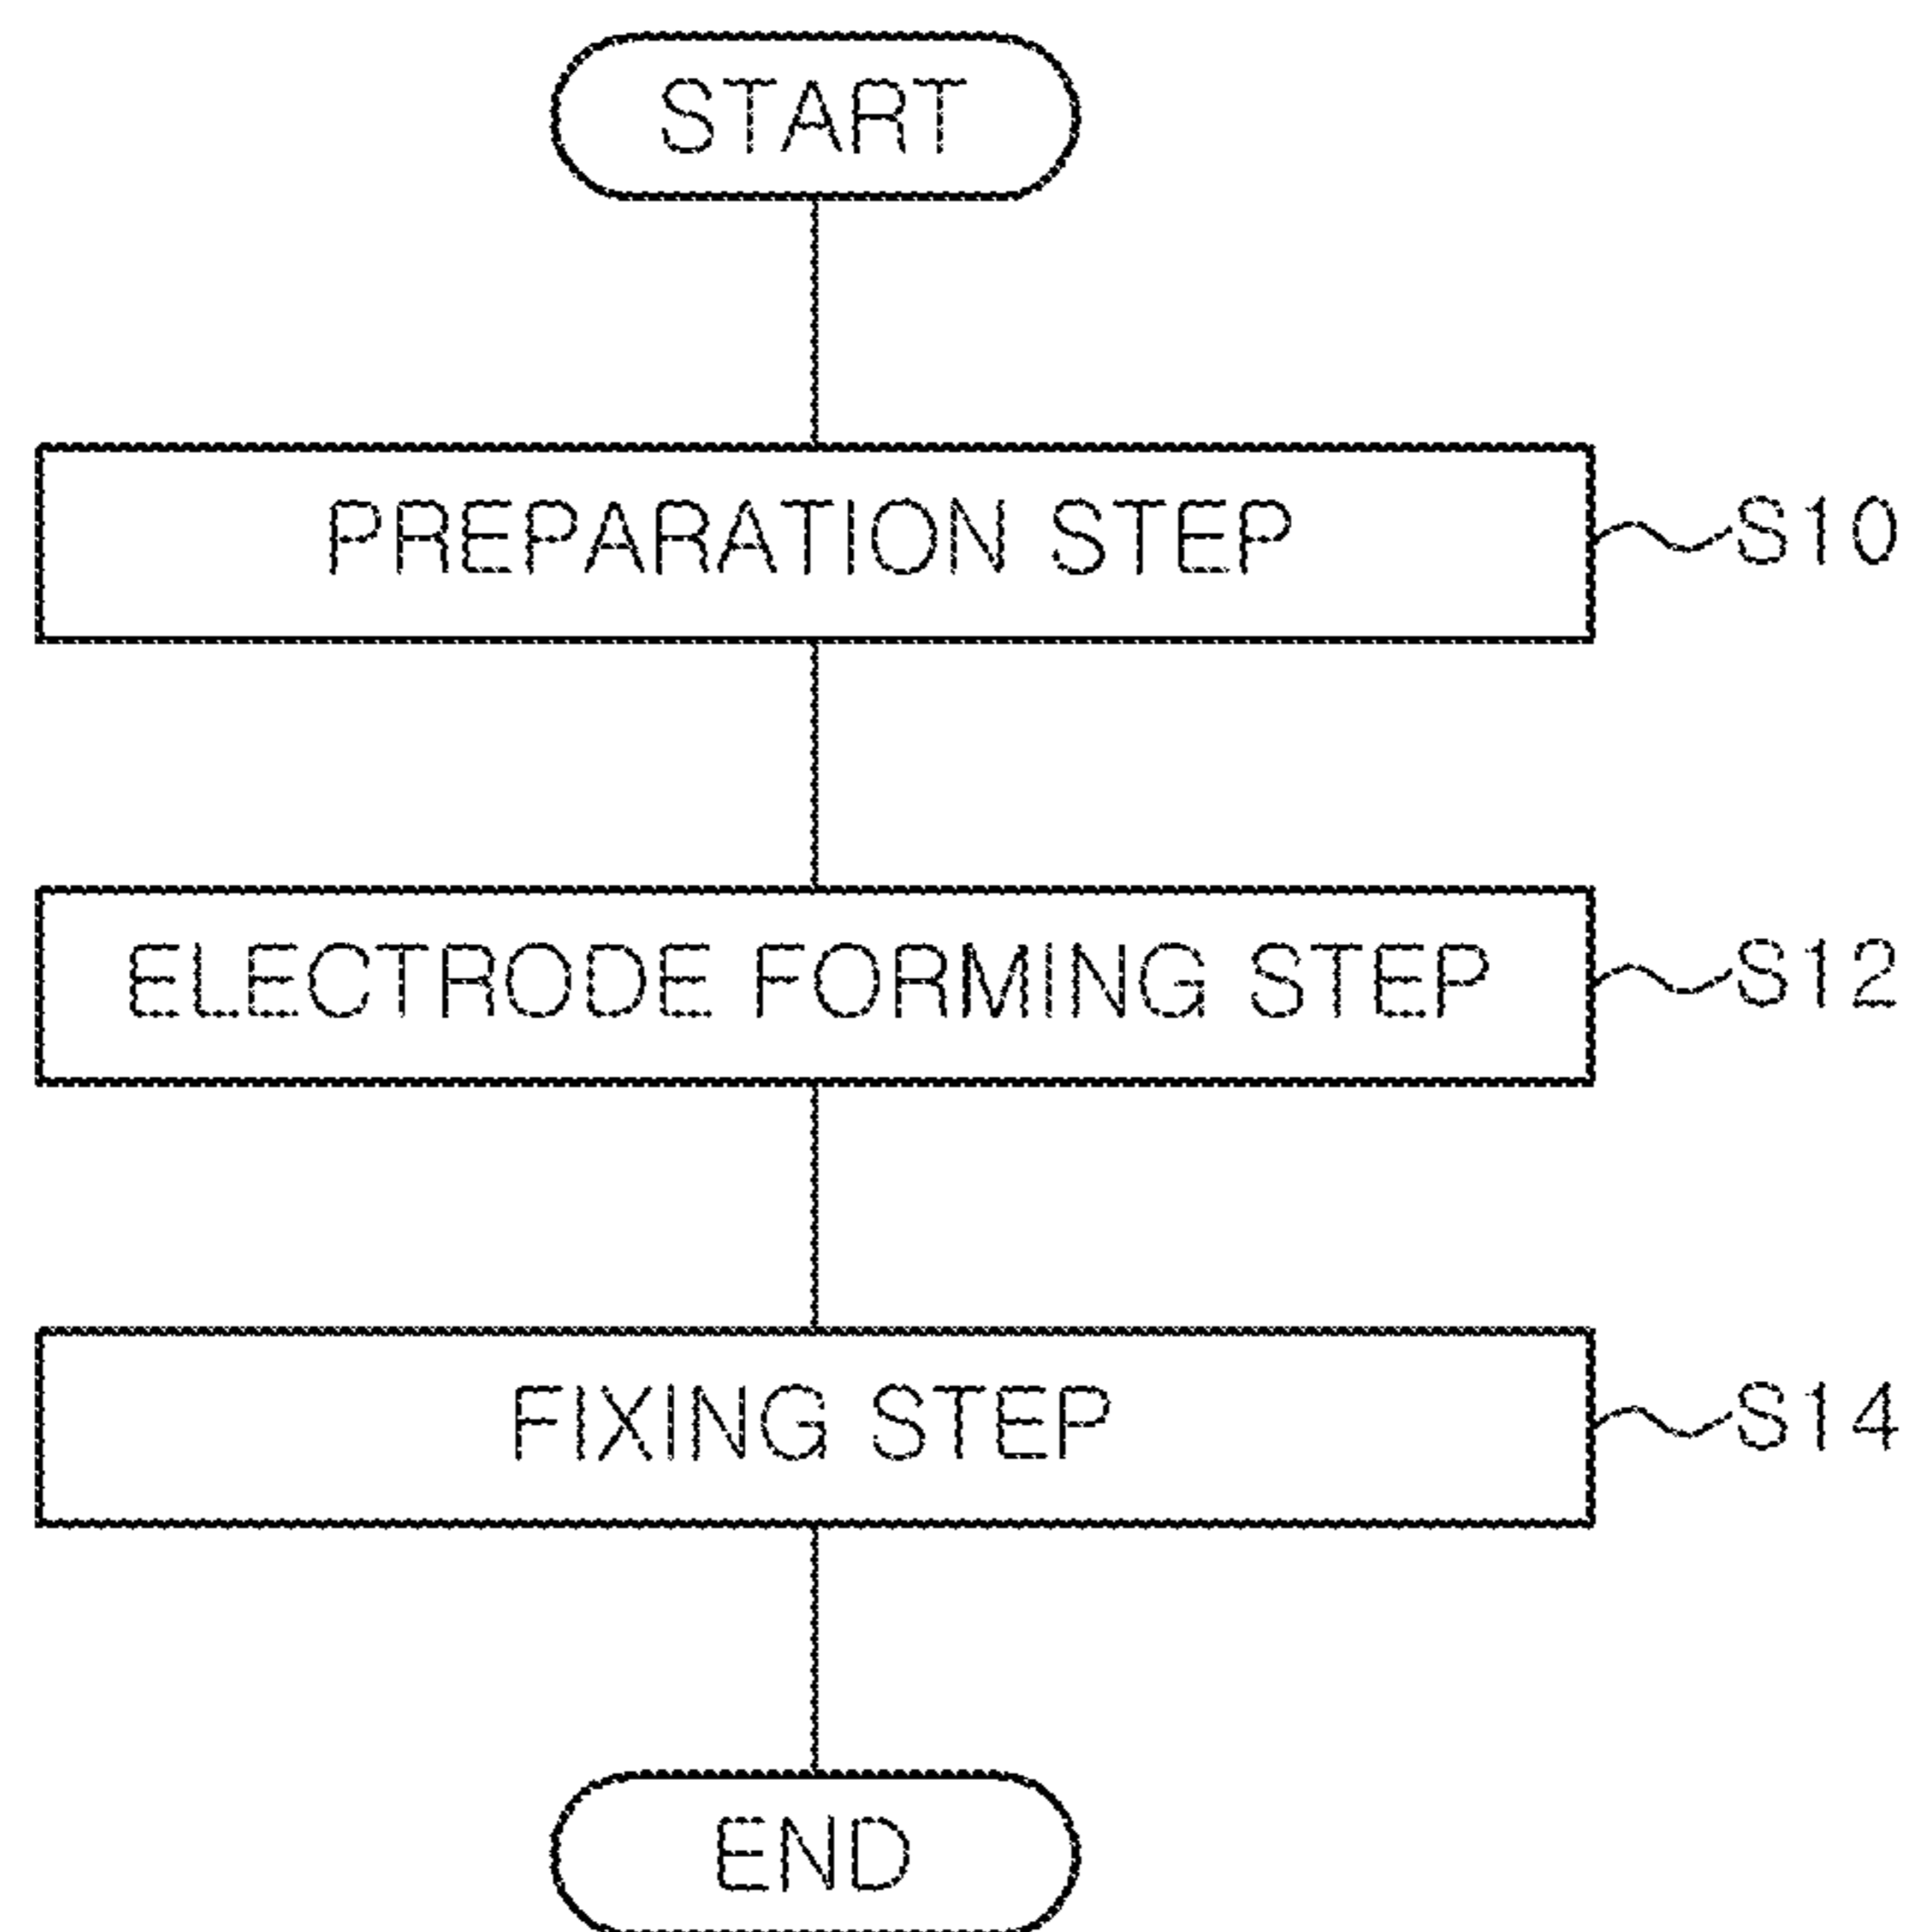 START
PREPARATION STEP
S10
ELECTRODE FORMING STEP
S12
FIXING STEP
S14
END